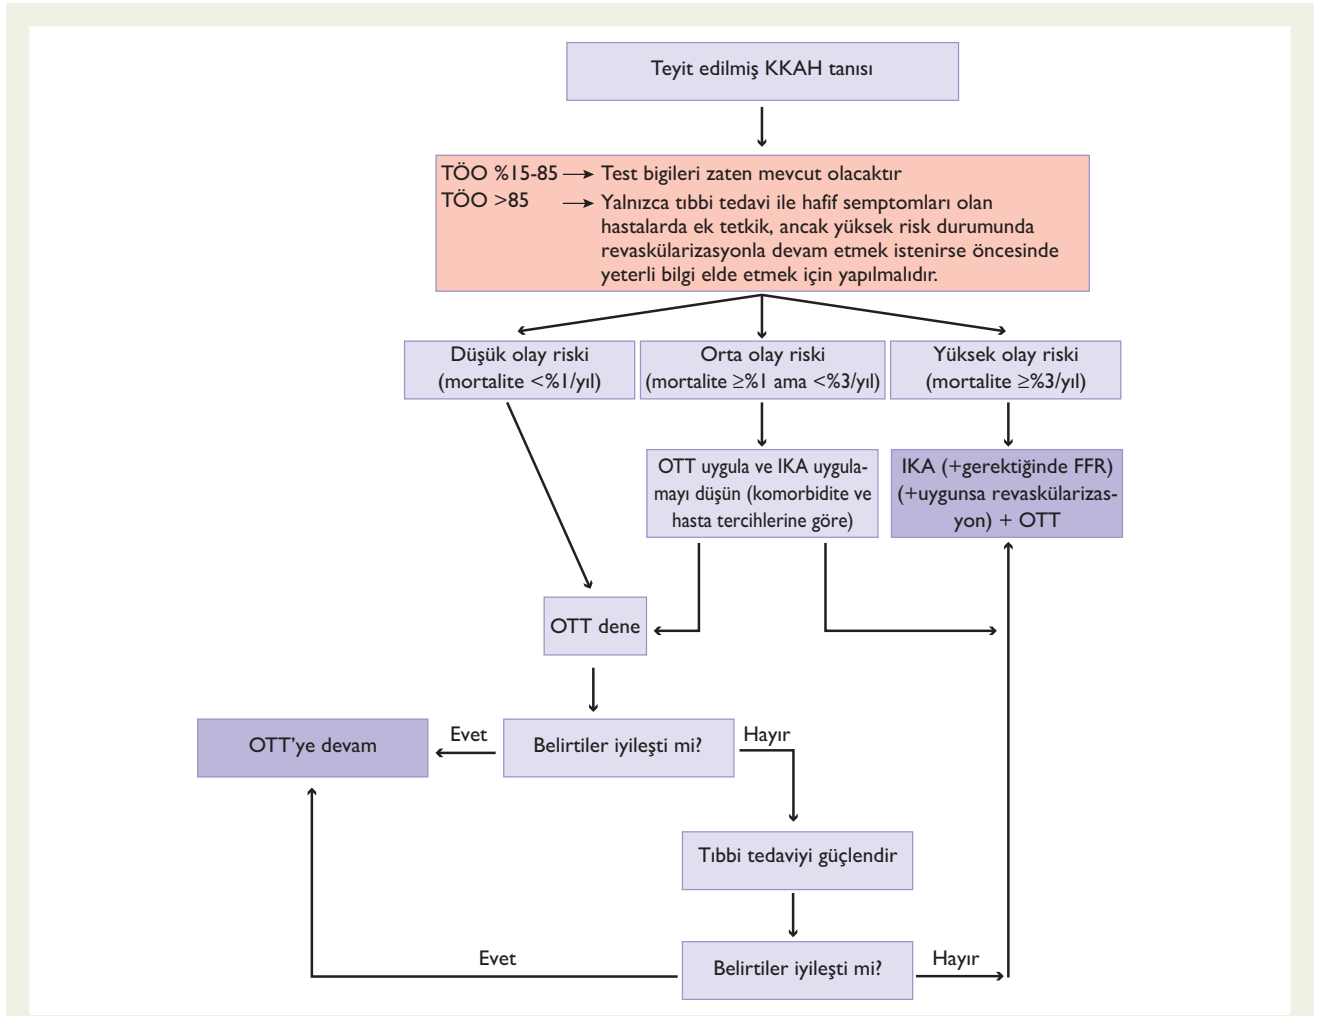 Teyit edilmiş KKAH tanısı
TÖO %15-85 → Test bigileri zaten mevcut olacaktır
TÖO >85 → Yalnızca tıbbi tedavi ile hafif semptomları olan
hastalarda ek tetkik, ancak yüksek risk durumunda
revaskülarizasyonla devam etmek istenirse öncesinde
yeterli bilgi elde etmek için yapılmalıdır.
Düşük olay riski
(mortalite <%1/yıl)
Orta olay riski
(mortalite ≥%1 ama <%3/yıl)
Yüksek olay riski
(mortalite ≥%3/yıl)
OTT uygula ve IKA uygula-
mayı düşün (komorbidite ve
hasta tercihlerine göre)
IKA (+gerektiğinde FFR)
(+uygunsa revaskülarizas-
yon) + OTT
OTT dene
OTT'ye devam
Evet
Belirtiler iyileşti mi?
Hayır
Tıbbi tedaviyi güçlendir
Evet
Belirtiler iyileşti mi?
Hayır